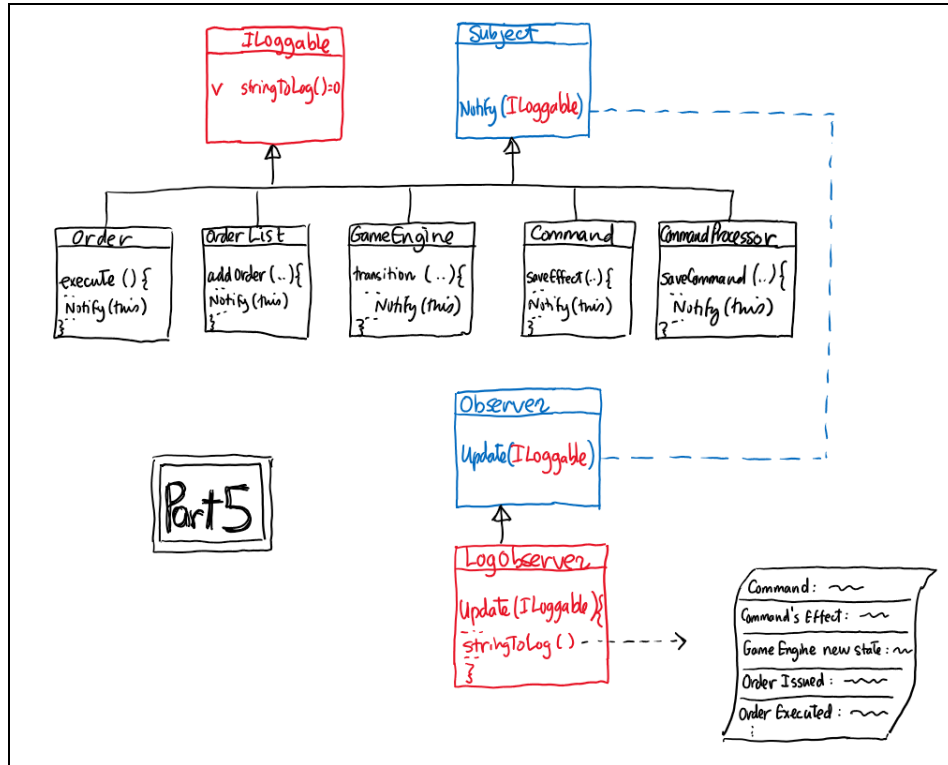 ILoggable
v stringToLog()=0
Subject
Notify(ILoggable)
Order
execute () {
Notify(this)
}
OrderList
addOrder(..){
Notify(this)
}
GameEngine
transition (..){
Notify(this)
}
Command
saveEffect(..){
Notify(this)
}
CommandProcessor
saveCommand (..){
Notify(this)
}
Observer
Update(ILoggable)
Part5
LogObserver
Update(ILoggable){
stringToLog()
}
Command:
Command's Effect:
Game Engine new state:
Order Issued:
Order Executed: